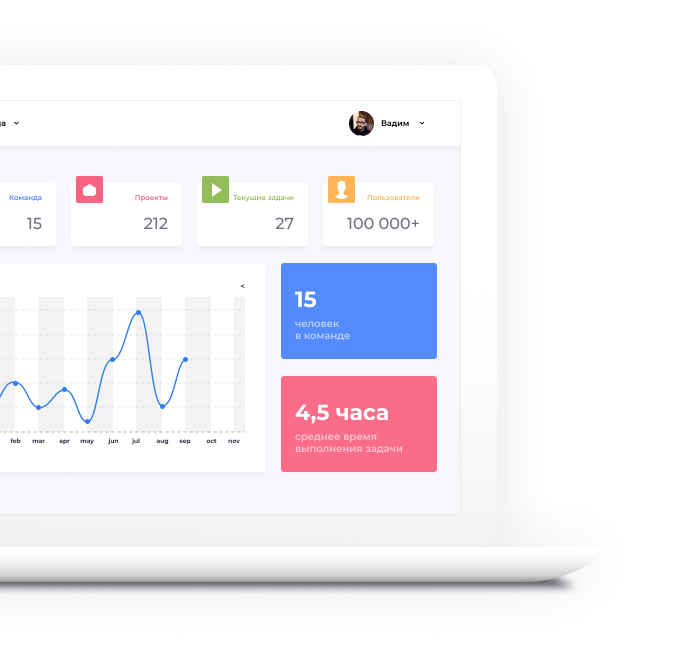 да
Вадим
Команда
15
Проекты
212
Текущие задачи
27
Пользователи
100 000+
<
feb mar apr may jun jul aug sep oct nov
15
человек
в команде
4,5 часа
среднее время
выполнения задачи